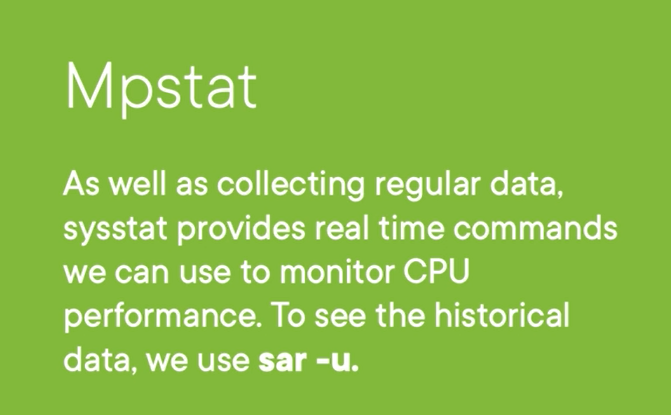 Mpstat
As well as collecting regular data,
sysstat provides real time commands
we can use to monitor CPU
performance. To see the historical
data, we use sar -u.